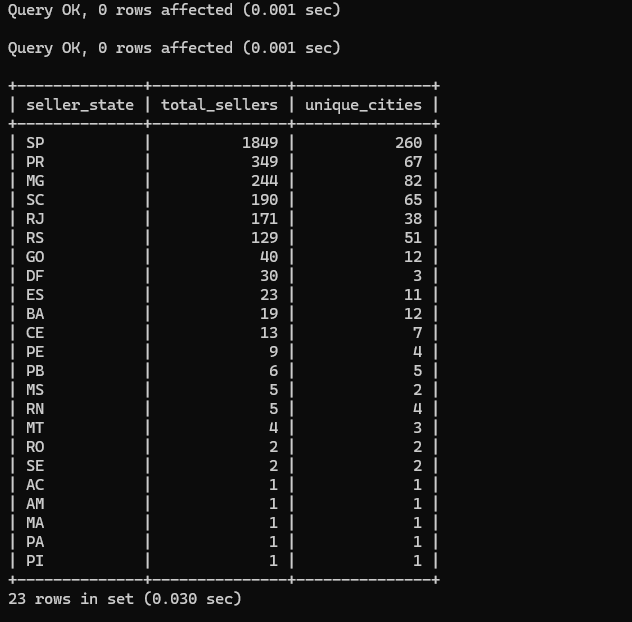 Query OK, 0 rows affected (0.001 sec)
Query OK, 0 rows affected (0.001 sec)
+--------------+---------------+---------------+
| seller_state | total_sellers | unique_cities |
+--------------+---------------+---------------+
| SP           |          1849 |           260 |
| PR           |           349 |            67 |
| MG           |           244 |            82 |
| SC           |           190 |            65 |
| RJ           |           171 |            38 |
| RS           |           129 |            51 |
| GO           |            40 |            12 |
| DF           |            30 |             3 |
| ES           |            23 |            11 |
| BA           |            19 |            12 |
| CE           |            13 |             7 |
| PE           |             9 |             4 |
| PB           |             6 |             5 |
| MS           |             5 |             2 |
| RN           |             5 |             4 |
| MT           |             4 |             3 |
| RO           |             2 |             2 |
| SE           |             2 |             2 |
| AC           |             1 |             1 |
| AM           |             1 |             1 |
| MA           |             1 |             1 |
| PA           |             1 |             1 |
| PI           |             1 |             1 |
+--------------+---------------+---------------+
23 rows in set (0.030 sec)